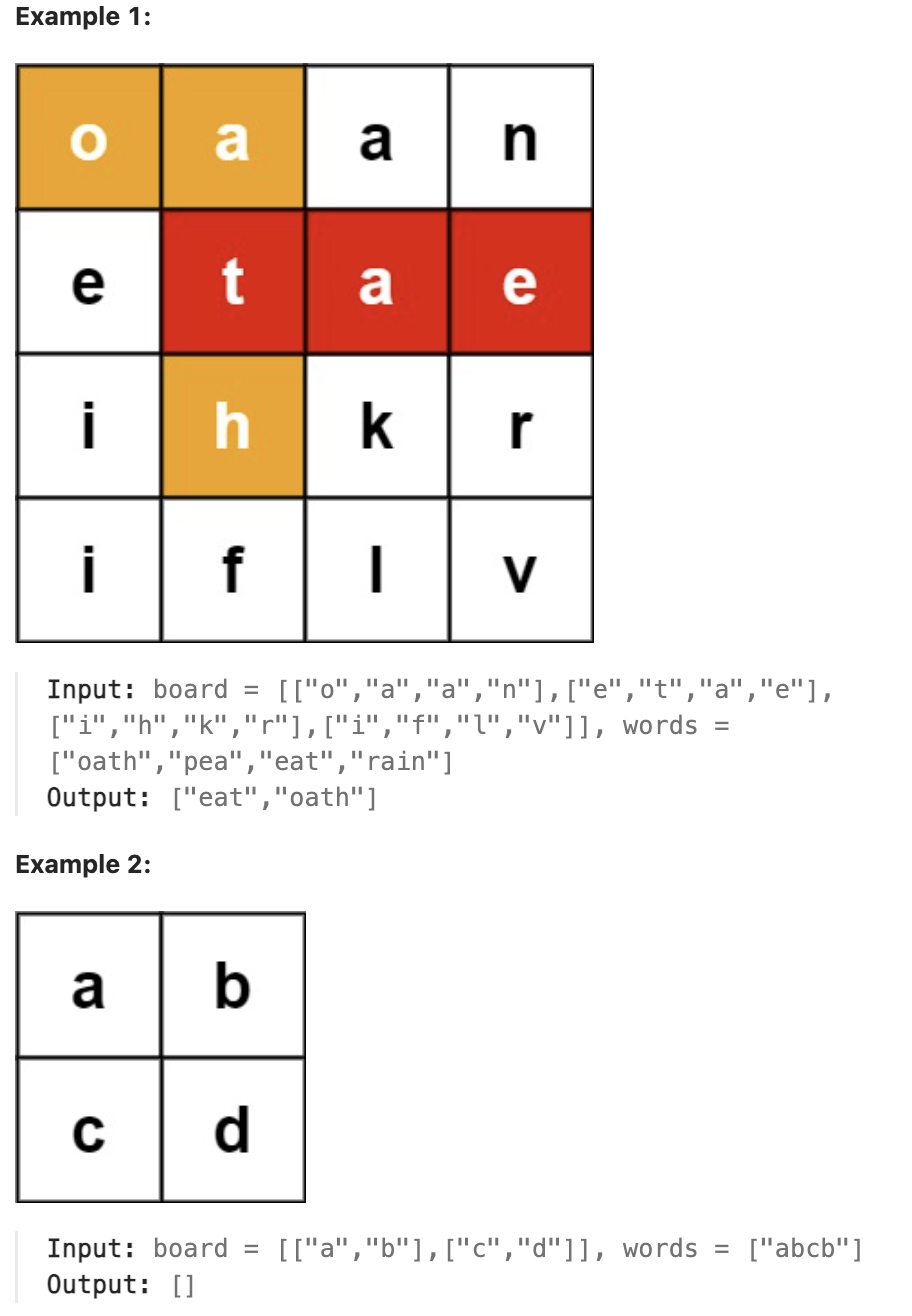 Example 1:
o a a n
e t a e
i h k r
i f l v
Input: board = [["o","a","a","n"],["e","t","a","e"],
["i","h","k","r"],["i","f","l","v"]], words =
["oath","pea","eat","rain"]
Output: ["eat","oath"]
Example 2:
a b
c d
Input: board = [["a","b"],["c","d"]], words = ["abcb"]
Output: []